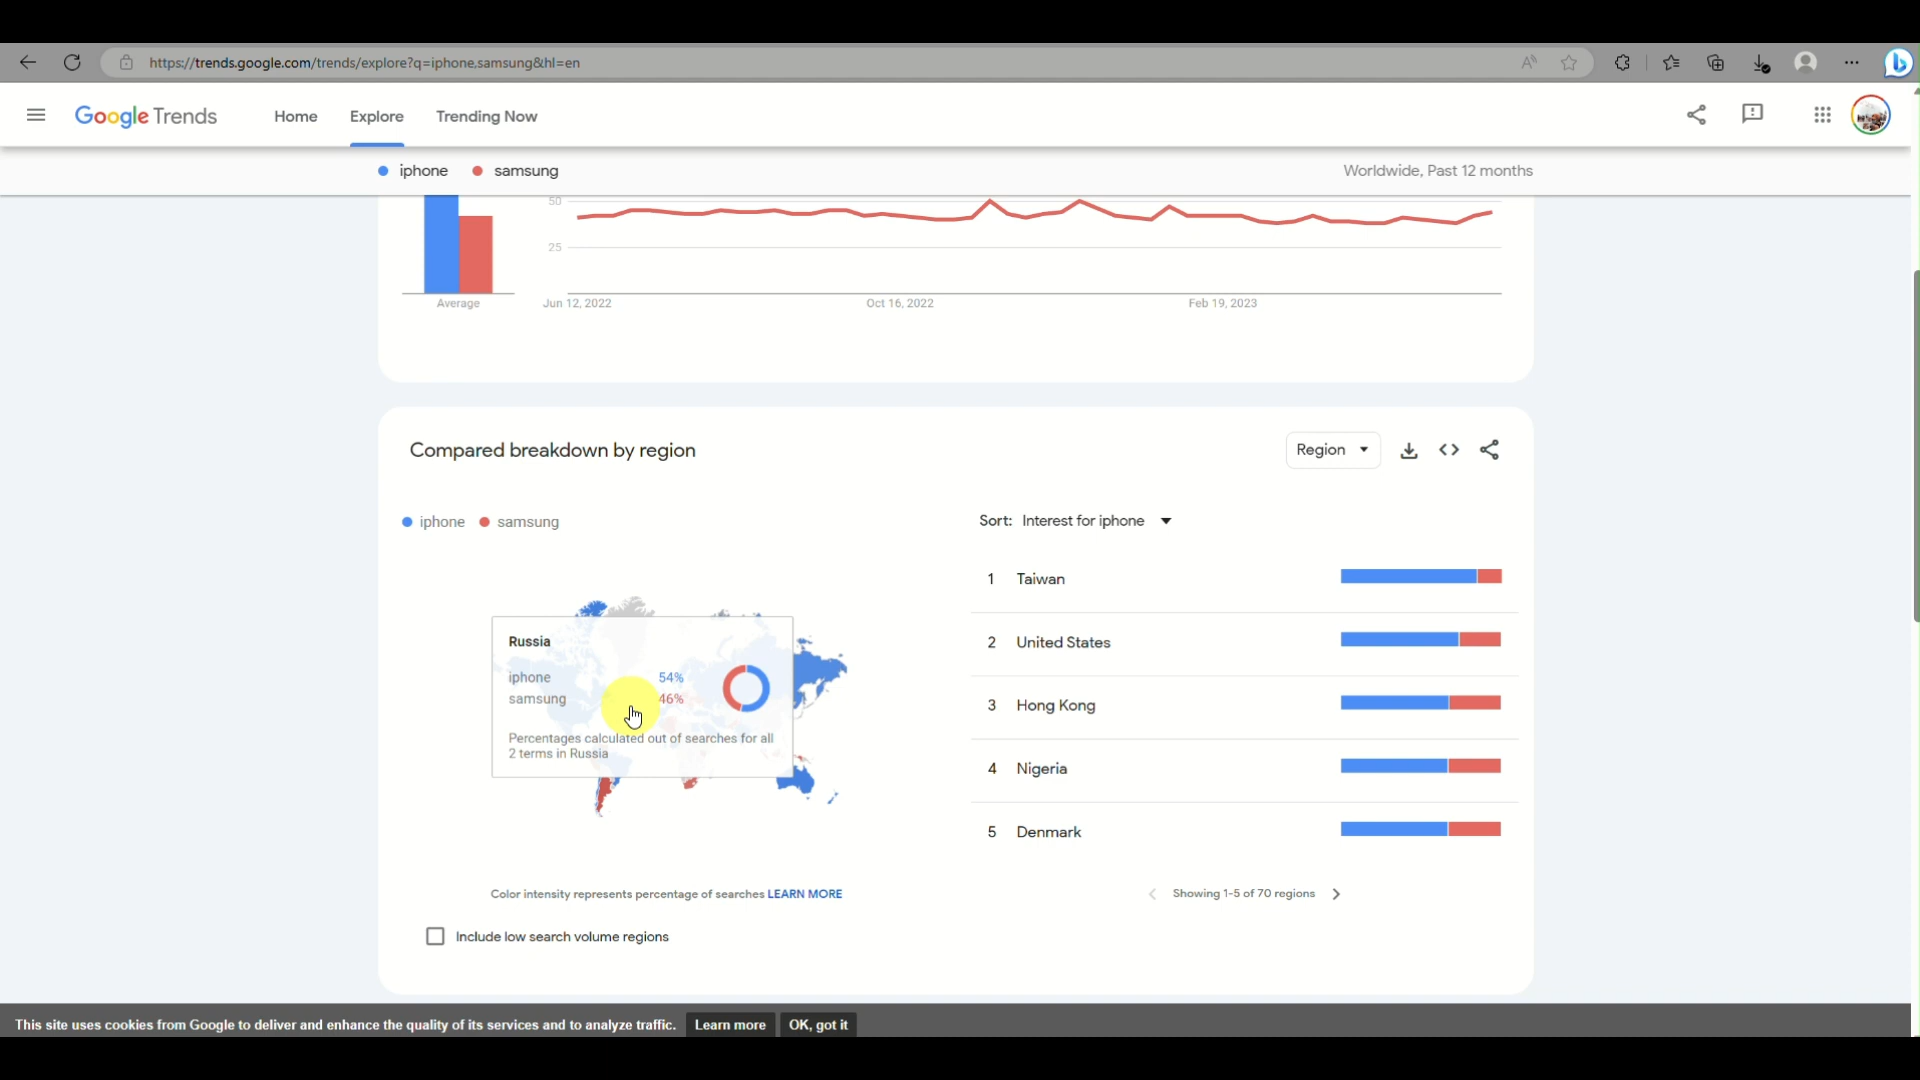 https://trends.google.com/trends/explore?q=iphone,samsung&hl=en
Google Trends
Home
Explore
Trending Now
iphone
samsung
Worldwide, Past 12 months
50
25
Average
Jun 12, 2022
Oct 16, 2022
Feb 19, 2023
Compared breakdown by region
Region
iphone
samsung
Sort: Interest for iphone
Russia
iphone 54%
samsung 46%
Percentages calculated out of searches for all
2 terms in Russia
1 Taiwan
2 United States
3 Hong Kong
4 Nigeria
5 Denmark
Color intensity represents percentage of searches LEARN MORE
Showing 1-5 of 70 regions
Include low search volume regions
This site uses cookies from Google to deliver and enhance the quality of its services and to analyze traffic. Learn more OK, got it